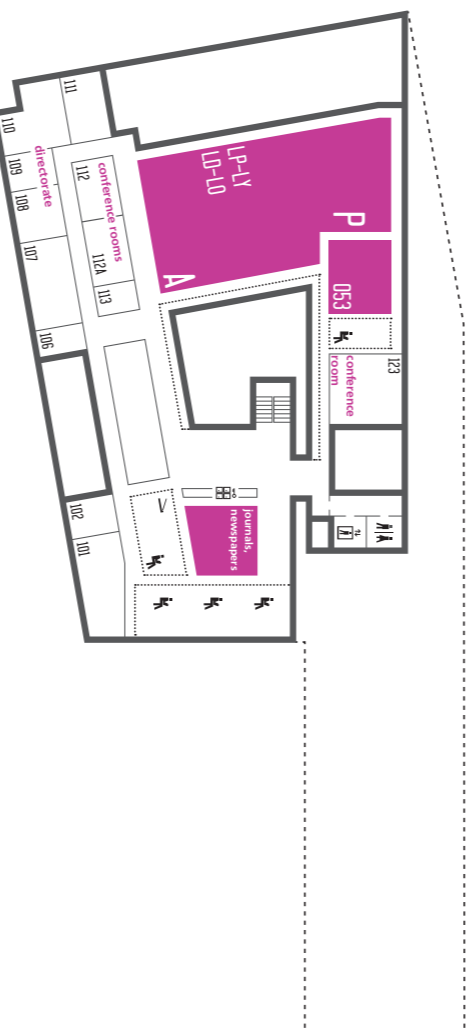 123
P
053
conference
room
journals,
newspapers
LP-LY
LD-LO
A
conference rooms
112
112A
113
directorate
111
110
109
108
107
106
102
101